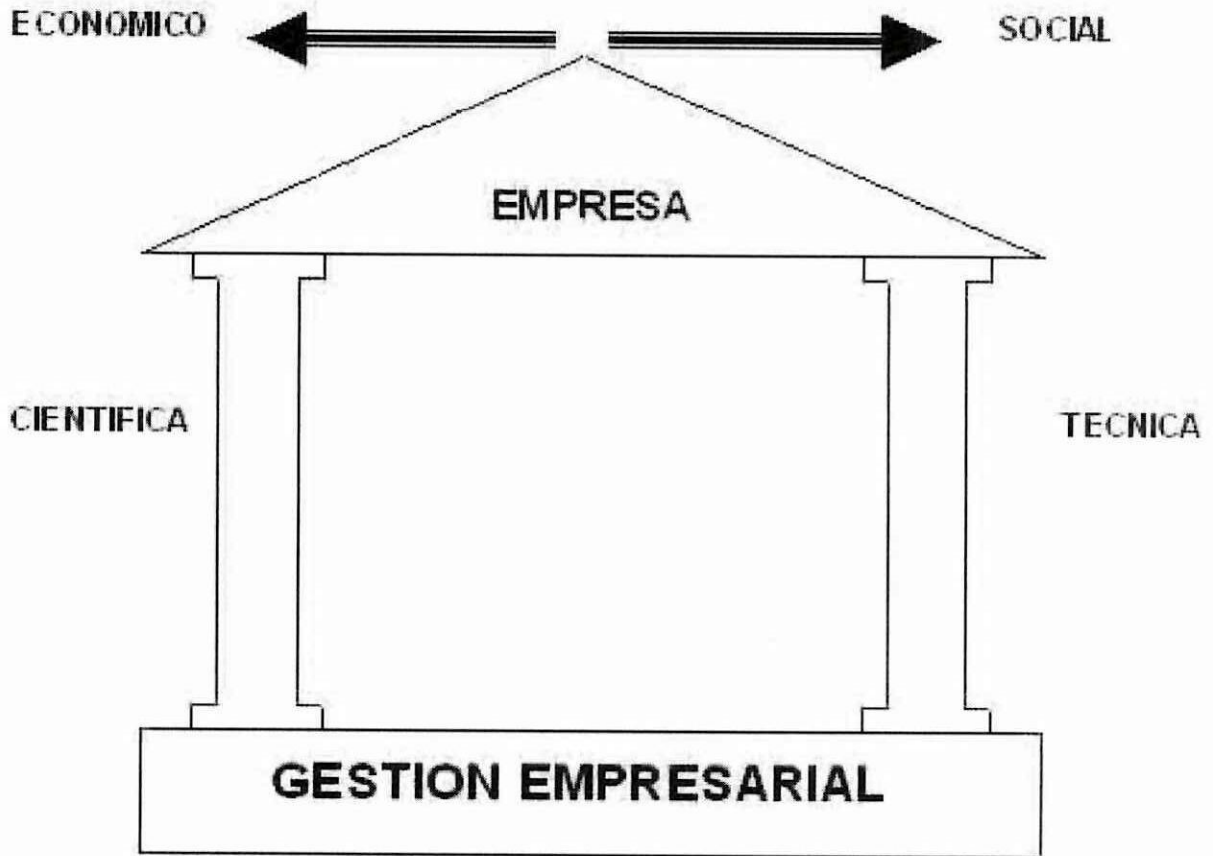 ECONOMICO
SOCIAL
EMPRESA
CIENTIFICA
TECNICA
GESTION EMPRESARIAL